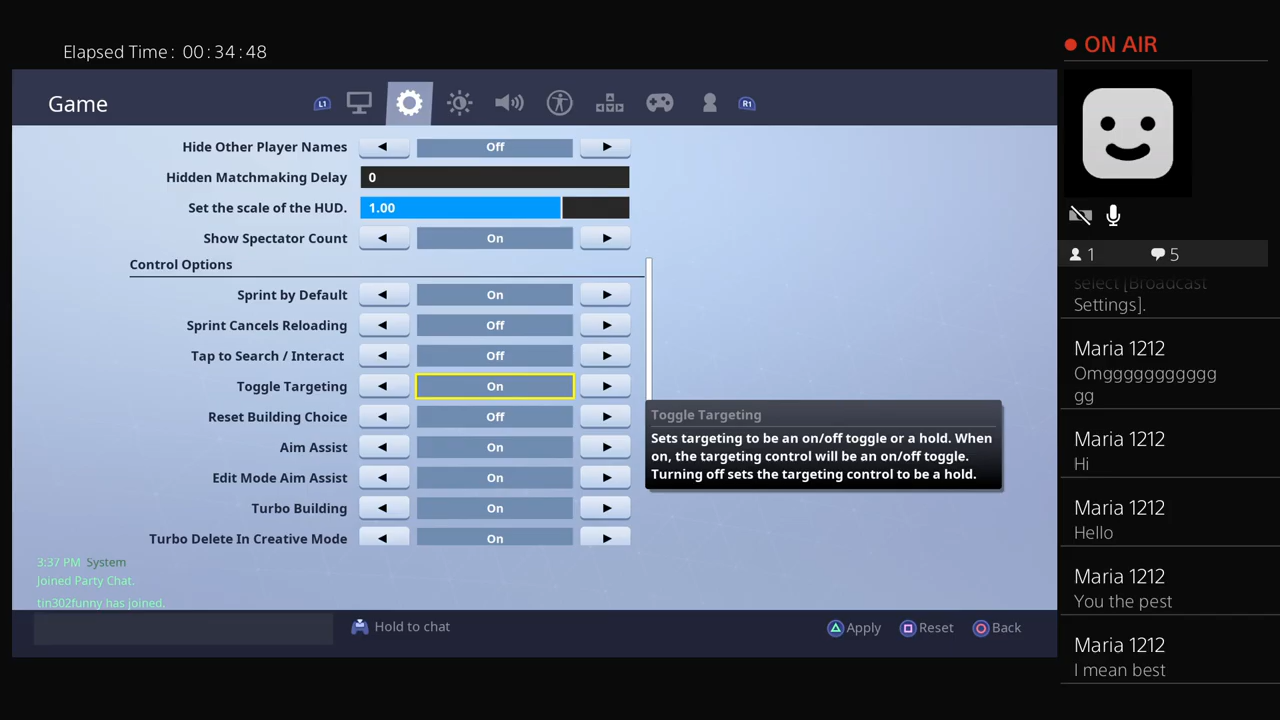 Elapsed Time: 00:34:48
ON AIR
Game
L1
R1
Hide Other Player Names Off
Hidden Matchmaking Delay 0
Set the scale of the HUD. 1.00
Show Spectator Count On
Control Options
Sprint by Default On
Sprint Cancels Reloading Off
Tap to Search / Interact Off
Toggle Targeting On
Reset Building Choice Off
Aim Assist On
Edit Mode Aim Assist On
Turbo Building On
Turbo Delete In Creative Mode On
Toggle Targeting
Sets targeting to be an on/off toggle or a hold. When
on, the targeting control will be an on/off toggle.
Turning off sets the targeting control to be a hold.
3:37 PM System
Joined Party Chat.
tin302funny has joined.
Hold to chat
Apply
Reset
Back
1
5
select [Broadcast
Settings].
Maria 1212
Omggggggggggg
gg
Maria 1212
Hi
Maria 1212
Hello
Maria 1212
You the pest
Maria 1212
I mean best